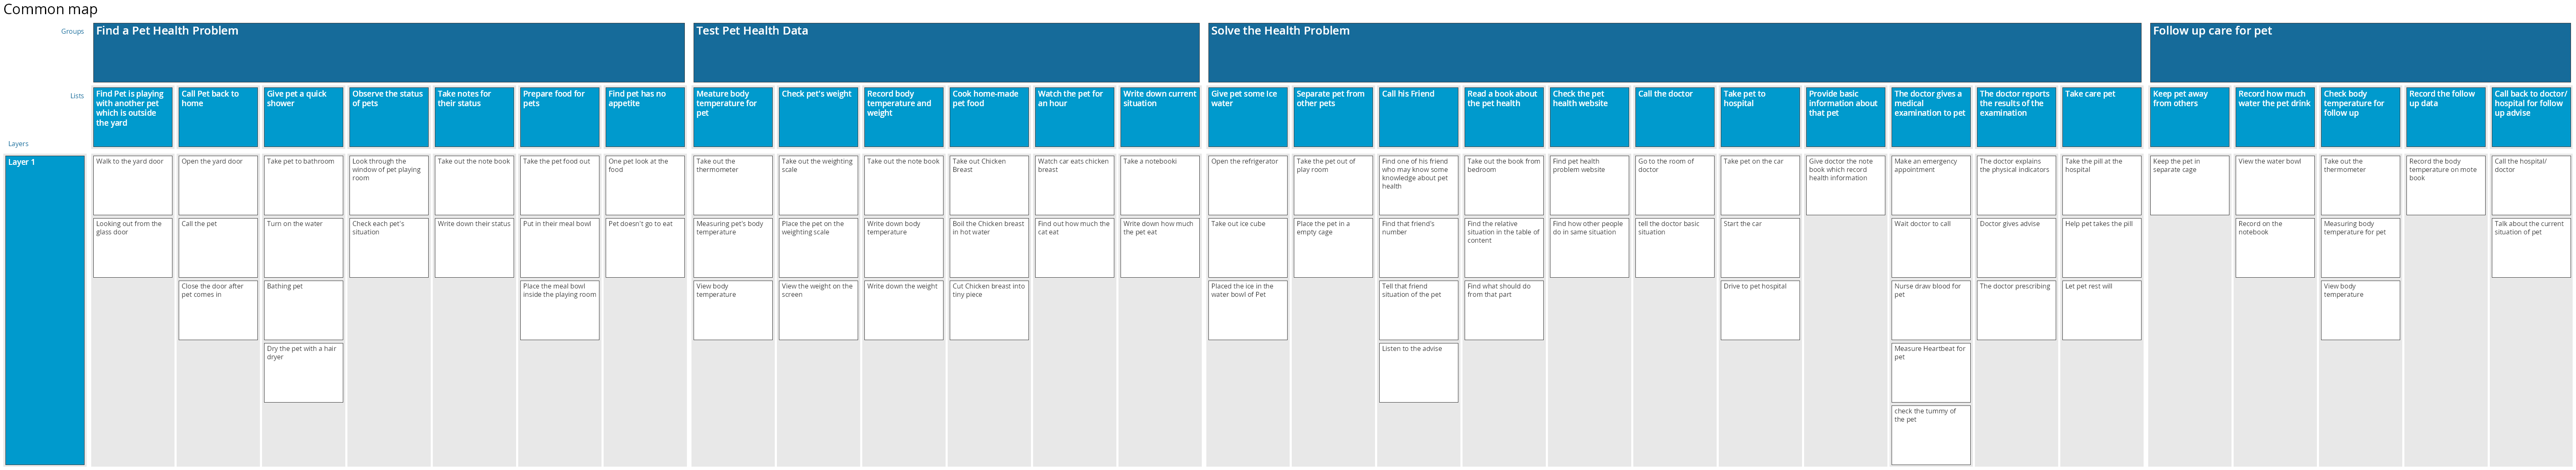 Common map
Groups
Find a Pet Health Problem
Test Pet Health Data
Solve the Health Problem
Follow up care for pet
Lists
Find Pet is playing
with another pet
which is outside
the yard
Call Pet back to
home
Give pet a quick
shower
Observe the status
of pets
Take notes for
their status
Prepare food for
pets
Find pet has no
appetite
Meature body
temperature for
pet
Check pet's weight
Record body
temperature and
weight
Cook home-made
pet food
Watch the pet for
an hour
Write down current
situation
Give pet some Ice
water
Separate pet from
other pets
Call his Friend
Read a book about
the pet health
Check the pet
health website
Call the doctor
Take pet to
hospital
Provide basic
information about
that pet
The doctor gives a
medical
examination to pet
The doctor reports
the results of the
examination
Take care pet
Keep pet away
from others
Record how much
water the pet drink
Check body
temperature for
follow up
Record the follow
up data
Call back to doctor/
hospital for follow
up advise
Layers
Layer 1
Walk to the yard door
Open the yard door
Take pet to bathroom
Look through the
window of pet playing
room
Take out the note book
Take the pet food out
One pet look at the
food
Take out the
thermometer
Take out the weighting
scale
Take out the note book
Take out Chicken
Breast
Watch car eats chicken
breast
Take a notebooki
Open the refrigerator
Take the pet out of
play room
Find one of his friend
who may know some
knowledge about pet
health
Take out the book from
bedroom
Find pet health
problem website
Go to the room of
doctor
Take pet on the car
Give doctor the note
book which record
health information
Make an emergency
appointment
The doctor explains
the physical indicators
Take the pill at the
hospital
Keep the pet in
separate cage
View the water bowl
Take out the
thermometer
Record the body
temperature on mote
book
Call the hospital/
doctor
Looking out from the
glass door
Call the pet
Turn on the water
Check each pet's
situation
Write down their status
Put in their meal bowl
Pet doesn't go to eat
Measuring pet's body
temperature
Place the pet on the
weighting scale
Write down body
temperature
Boil the Chicken breast
in hot water
Find out how much the
cat eat
Write down how much
the pet eat
Take out ice cube
Place the pet in a
empty cage
Find that friend's
number
Find the relative
situation in the table of
content
Find how other people
do in same situation
tell the doctor basic
situation
Start the car
Wait doctor to call
Doctor gives advise
Help pet takes the pill
Record on the
notebook
Measuring body
temperature for pet
Talk about the current
situation of pet
Close the door after
pet comes in
Bathing pet
Place the meal bowl
inside the playing room
View body
temperature
View the weight on the
screen
Write down the weight
Cut Chicken breast into
tiny piece
Placed the ice in the
water bowl of Pet
Tell that friend
situation of the pet
Find what should do
from that part
Drive to pet hospital
Nurse draw blood for
pet
The doctor prescribing
Let pet rest will
View body
temperature
Dry the pet with a hair
dryer
Listen to the advise
Measure Heartbeat for
pet
check the tummy of
the pet